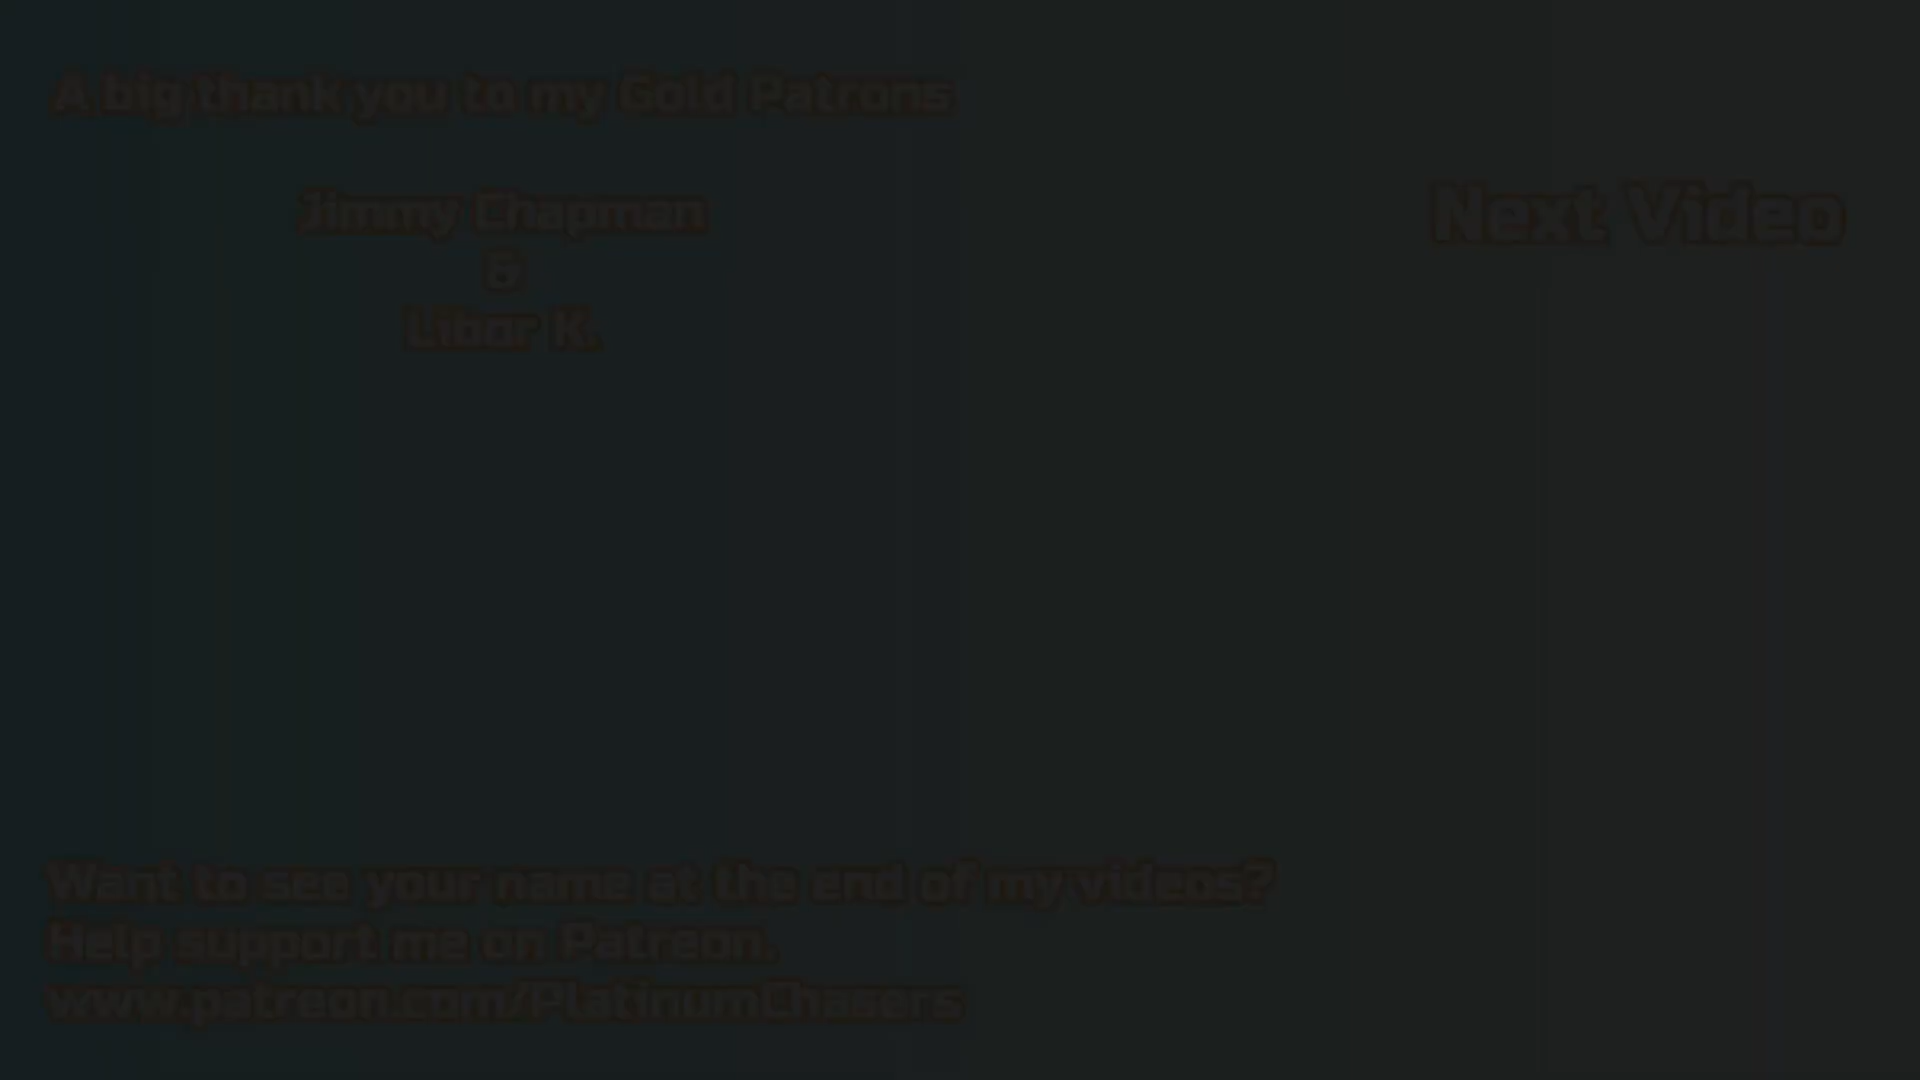 A big thank you to my Gold Patrons
Jimmy Chapman
&
Libor K.
Next Video
Want to see your name at the end of my videos?
Help support me on Patreon.
www.patreon.com/PlatinumChasers